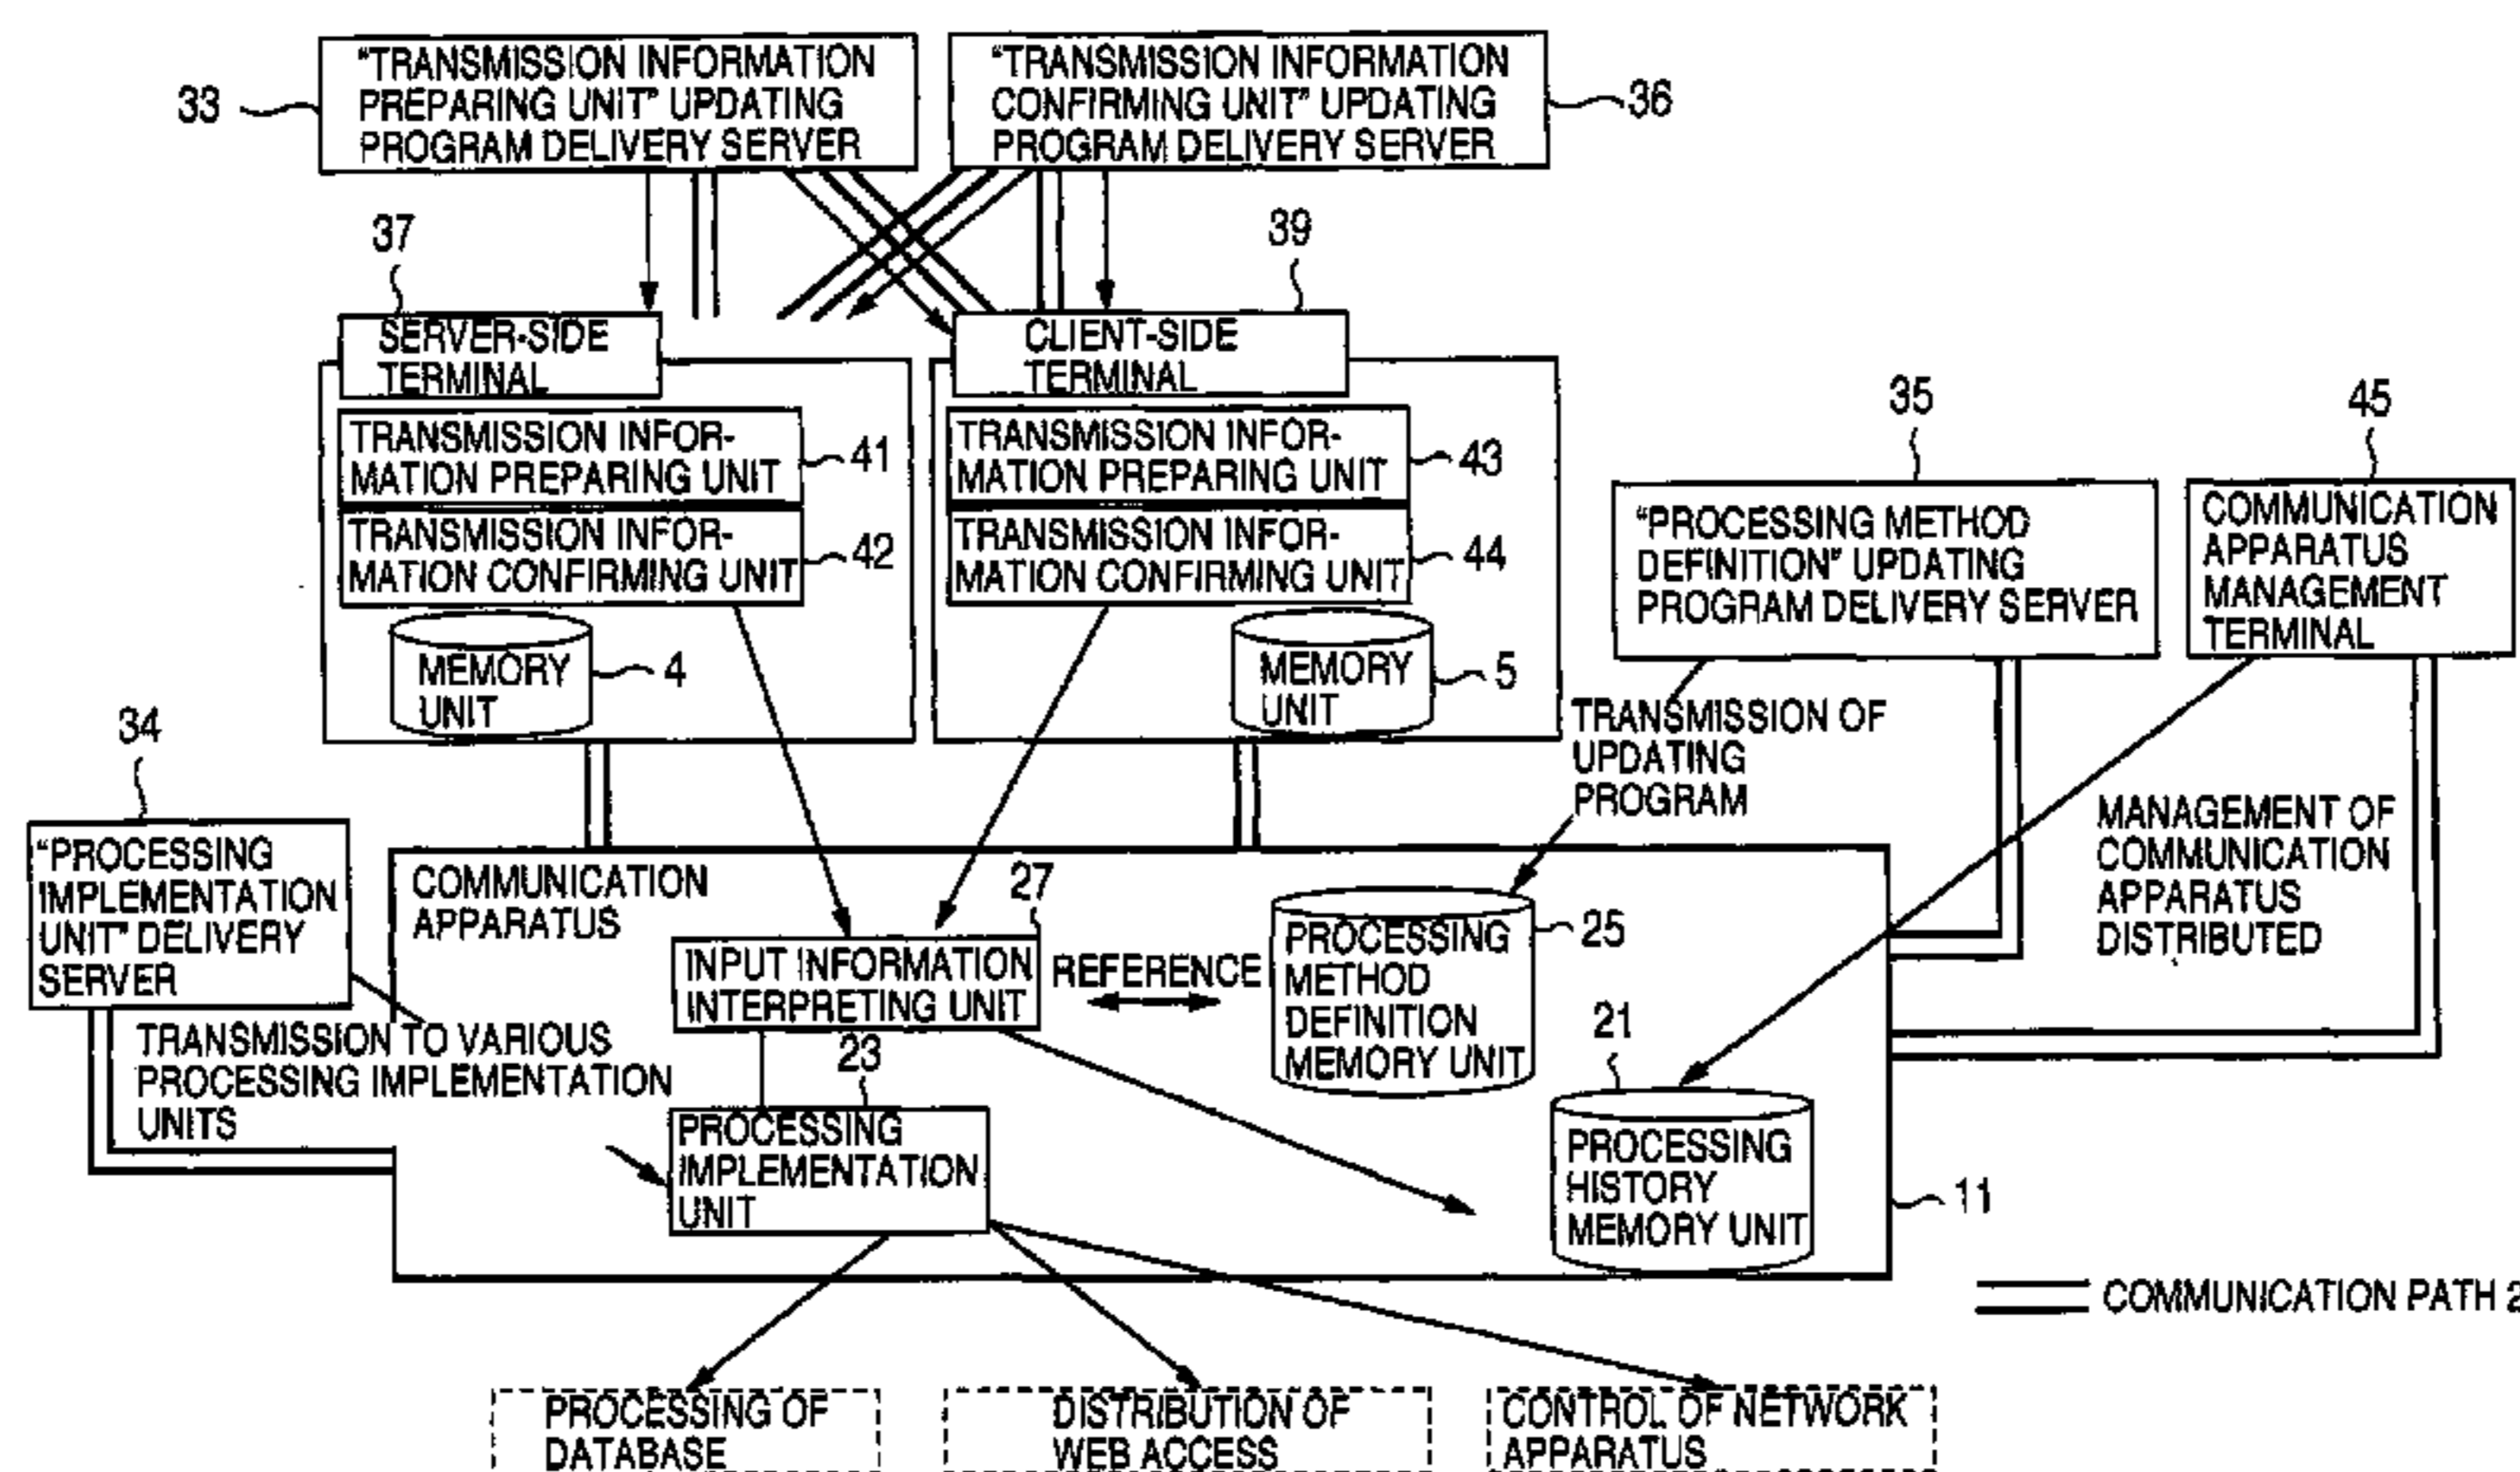 33
"TRANSMISSION INFORMATION
PREPARING UNIT" UPDATING
PROGRAM DELIVERY SERVER
"TRANSMISSION INFORMATION
CONFIRMING UNIT" UPDATING
PROGRAM DELIVERY SERVER
36
37
39
SERVER-SIDE
TERMINAL
CLIENT-SIDE
TERMINAL
TRANSMISSION INFOR-
MATION PREPARING UNIT
41
TRANSMISSION INFOR-
MATION CONFIRMING UNIT
42
MEMORY
UNIT
4
TRANSMISSION INFOR-
MATION PREPARING UNIT
43
TRANSMISSION INFOR-
MATION CONFIRMING UNIT
44
MEMORY
UNIT
5
35
"PROCESSING METHOD
DEFINITION" UPDATING
PROGRAM DELIVERY SERVER
45
COMMUNICATION
APPARATUS
MANAGEMENT
TERMINAL
TRANSMISSION OF
UPDATING
PROGRAM
MANAGEMENT OF
COMMUNICATION
APPARATUS
DISTRIBUTED
34
"PROCESSING
IMPLEMENTATION
UNIT" DELIVERY
SERVER
TRANSMISSION TO VARIOUS
PROCESSING IMPLEMENTATION
UNITS
COMMUNICATION
APPARATUS
27
INPUT INFORMATION
INTERPRETING UNIT
REFERENCE
PROCESSING
METHOD
DEFINITION
MEMORY UNIT
25
23
PROCESSING
IMPLEMENTATION
UNIT
21
PROCESSING
HISTORY
MEMORY UNIT
11
COMMUNICATION PATH 2
PROCESSING OF
DATABASE
DISTRIBUTION OF
WEB ACCESS
CONTROL OF NETWORK
APPARATUS